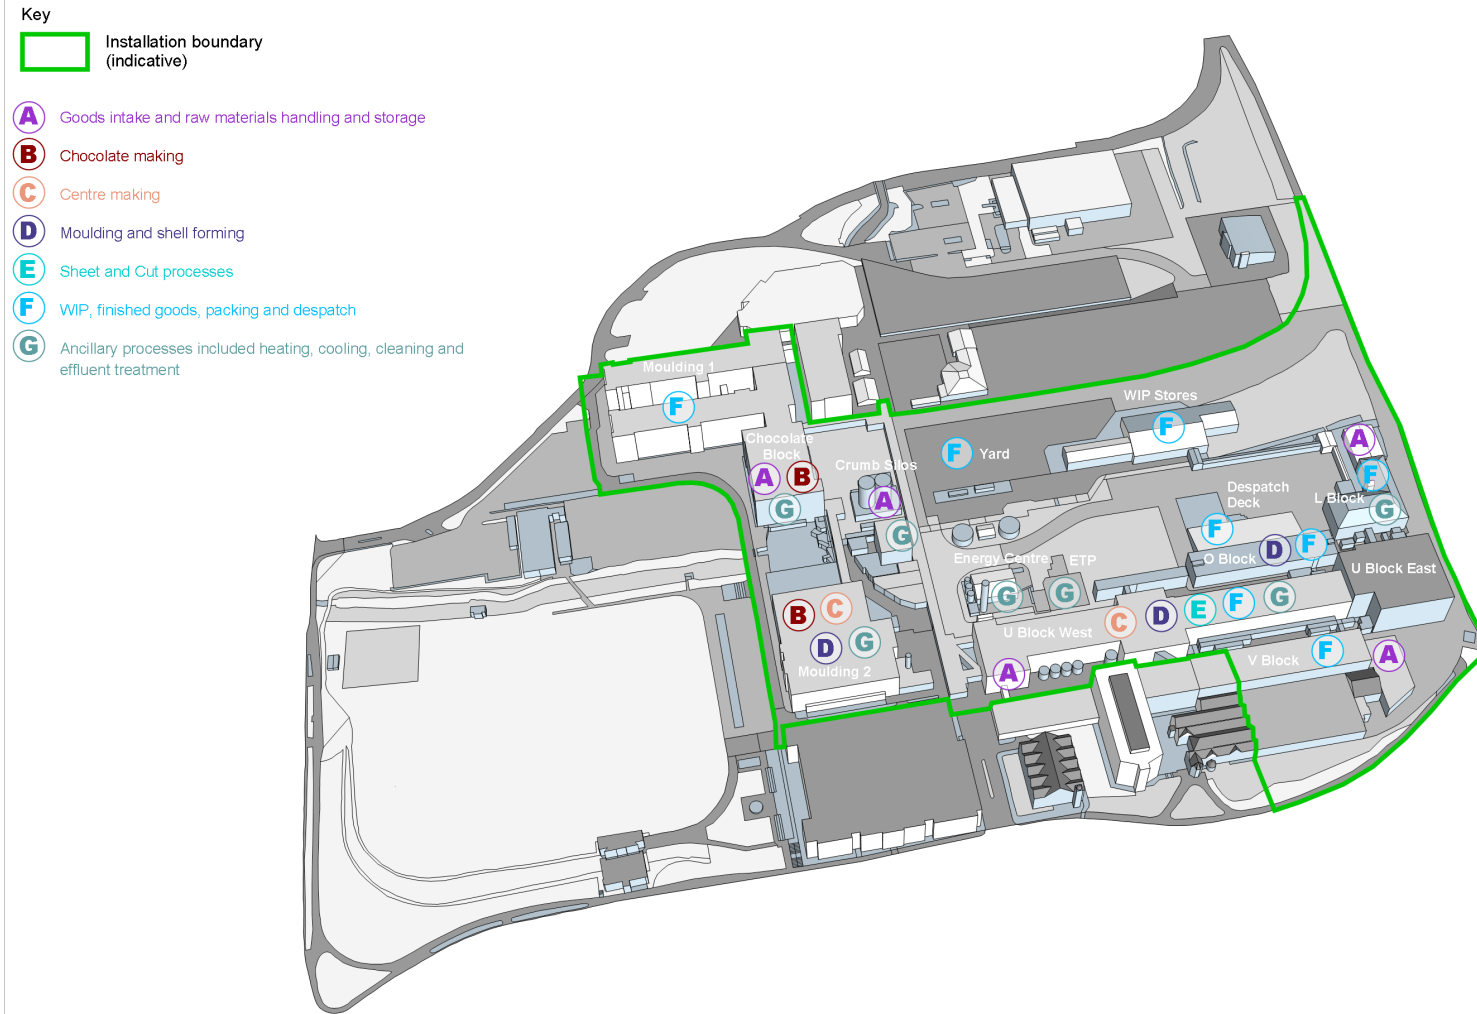 Key
Installation boundary
(indicative)
A Goods intake and raw materials handling and storage
B Chocolate making
C Centre making
D Moulding and shell forming
E Sheet and Cut processes
F WIP, finished goods, packing and despatch
G Ancillary processes included heating, cooling, cleaning and
effluent treatment
Moulding 1
F
WIP Stores
F
Chocolate
Block
A B
G
Crumb Silos
A
G
F Yard
A
F
L Block
G
Despatch
Deck
F
O Block D F
U Block East
Energy Centre
G
ETP
G
B C
D G
Moulding 2
U Block West C D E F G
A
V Block F A